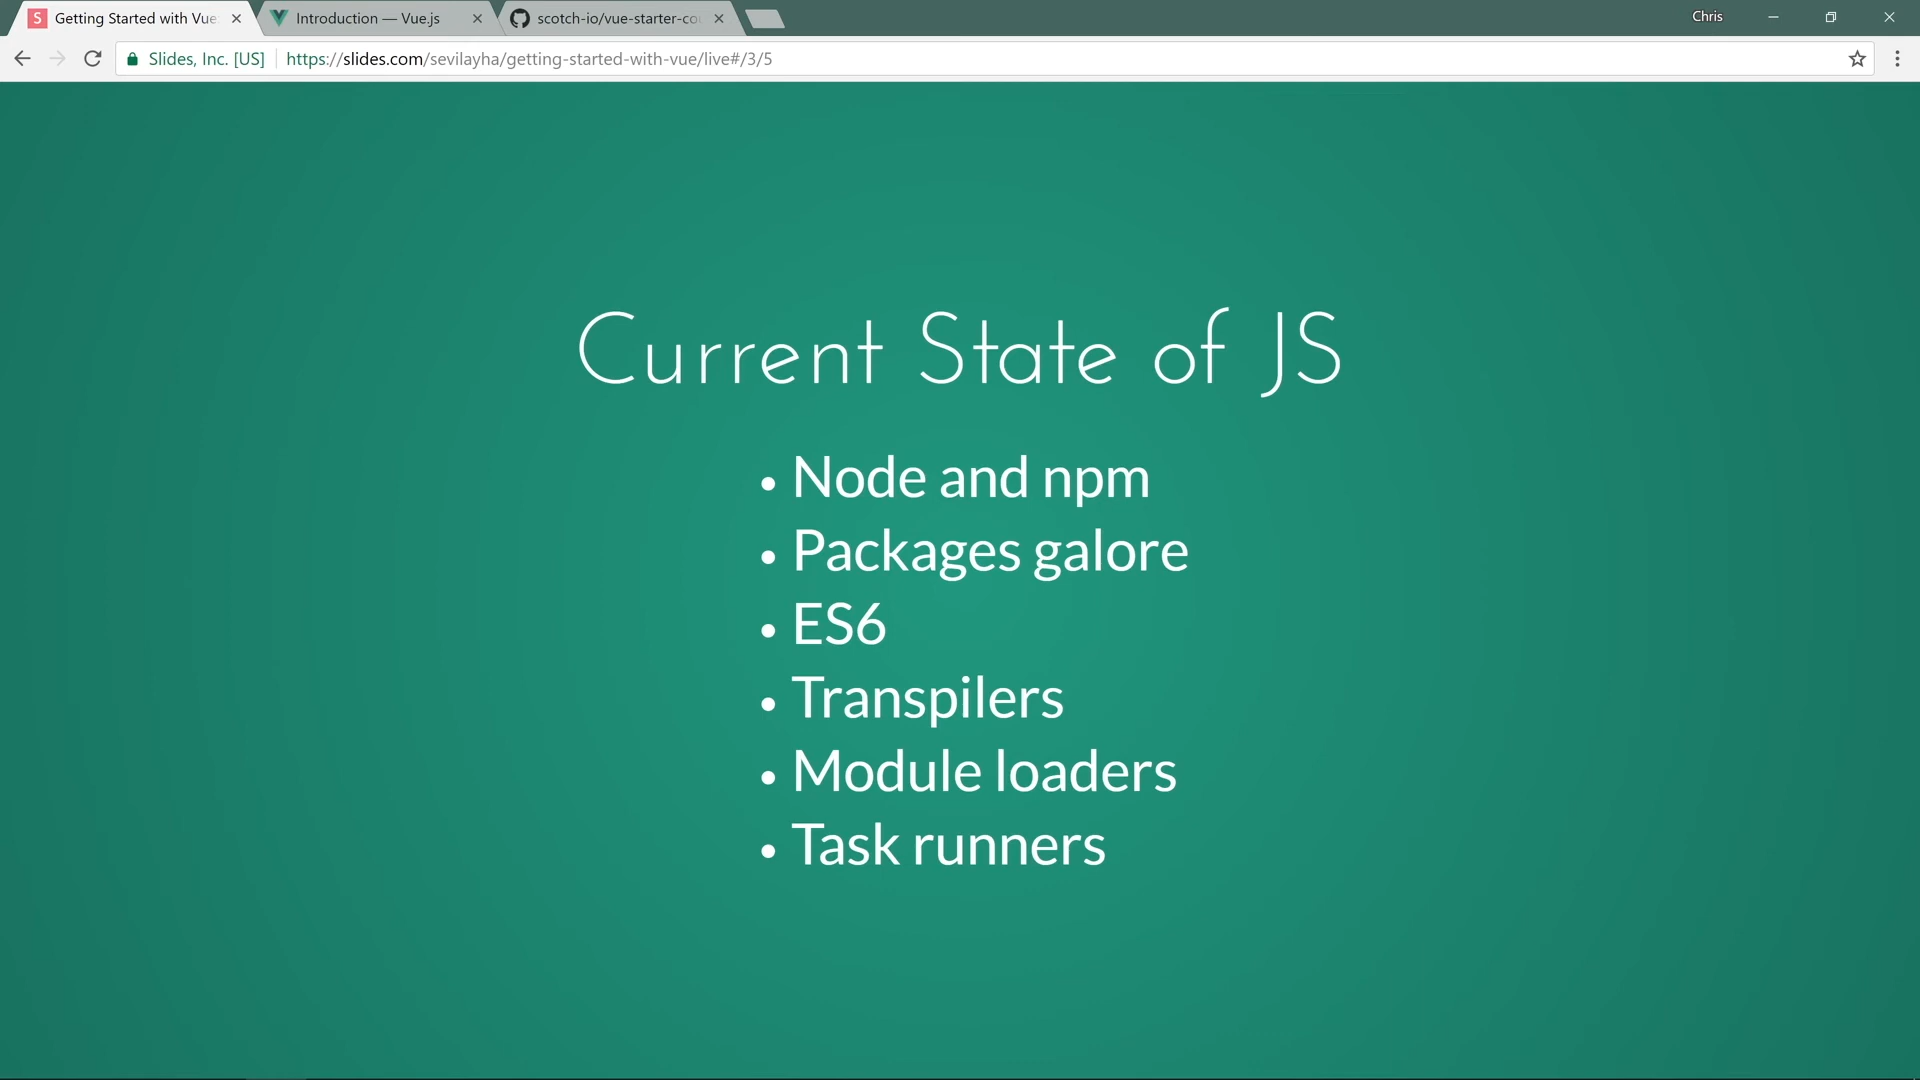 S Getting Started with Vue
Introduction — Vue.js
scotch-io/vue-starter-co
Chris
Slides, Inc. [US]
https://slides.com/sevilayha/getting-started-with-vue/live#/3/5
Current State of JS
• Node and npm
• Packages galore
• ES6
• Transpilers
• Module loaders
• Task runners